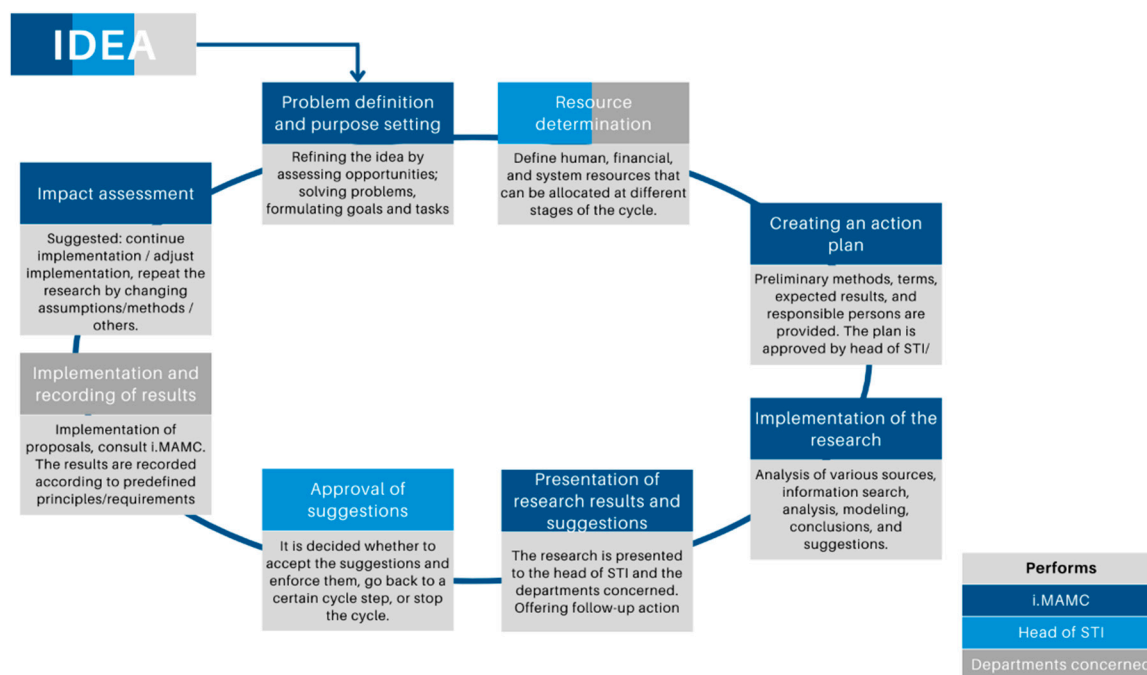 IDEA
Problem definition
and purpose setting
Refining the idea by
assessing opportunities;
solving problems,
formulating goals and tasks
Resource
determination
Define human, financial,
and system resources that
can be allocated at different
stages of the cycle.
Creating an action
plan
Preliminary methods, terms,
expected results, and
responsible persons are
provided. The plan is
approved by head of STI/
Implementation of the
research
Analysis of various sources,
information search,
analysis, modeling,
conclusions, and
suggestions.
Presentation of
research results and
suggestions
The research is presented
to the head of STI and the
departments concerned.
Offering follow-up action
Approval of
suggestions
It is decided whether to
accept the suggestions and
enforce them, go back to a
certain cycle step, or stop
the cycle.
Implementation and
recording of results
Implementation of
proposals, consult i.MAMC.
The results are recorded
according to predefined
principles/requirements
Impact assessment
Suggested: continue
implementation / adjust
implementation, repeat the
research by changing
assumptions/methods /
others.
Performs
i.MAMC
Head of STI
Departments concerned